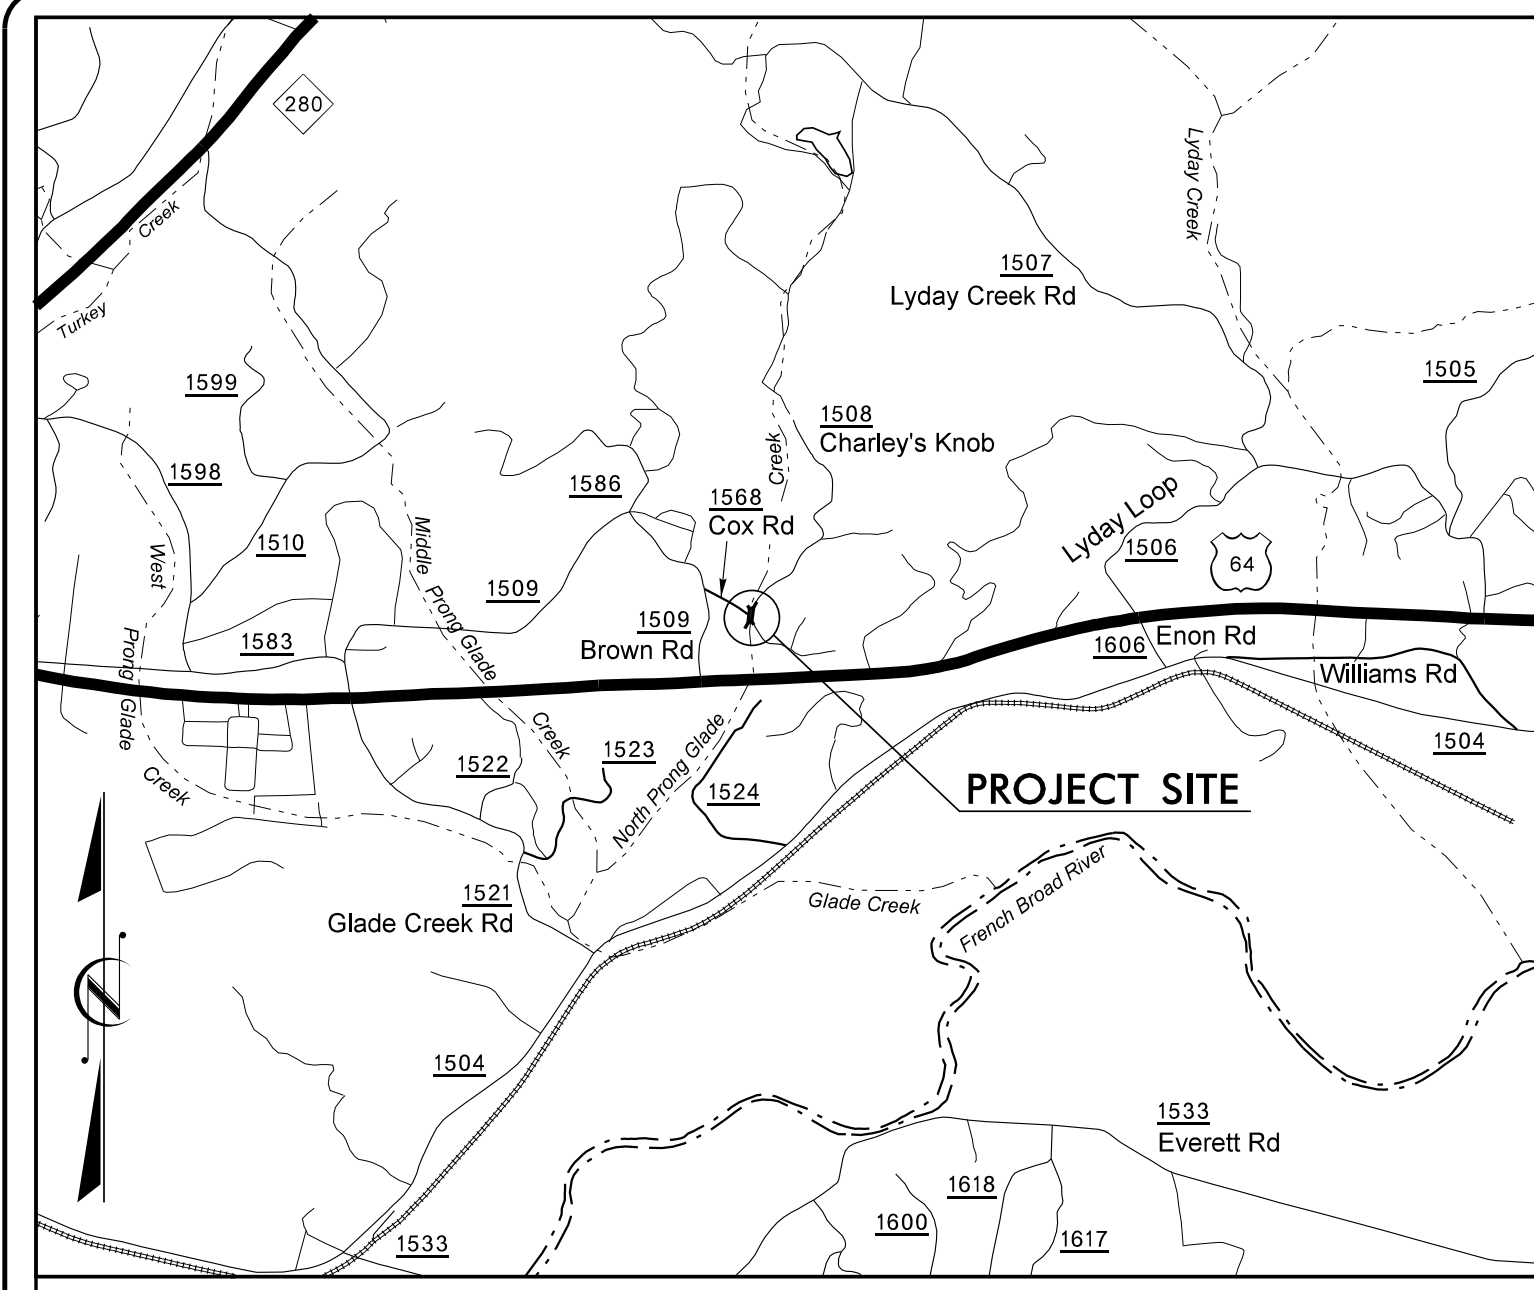 280
Creek
Turkey
Lyday Creek
1507
Lyday Creek Rd
1599
1505
1508
Charley's Knob
Creek
1598
1586
1568
Cox Rd
Lyday Loop
1510
West
Middle Prong Glade
1506
64
1509
1509
Brown Rd
1583
Prong Glade
1606
Enon Rd
Williams Rd
1522
Creek
1523
North Prong Glade
1504
Creek
1524
PROJECT SITE
1521
Glade Creek Rd
Glade Creek
French Broad River
N
1504
1533
Everett Rd
1618
1600
1617
1533